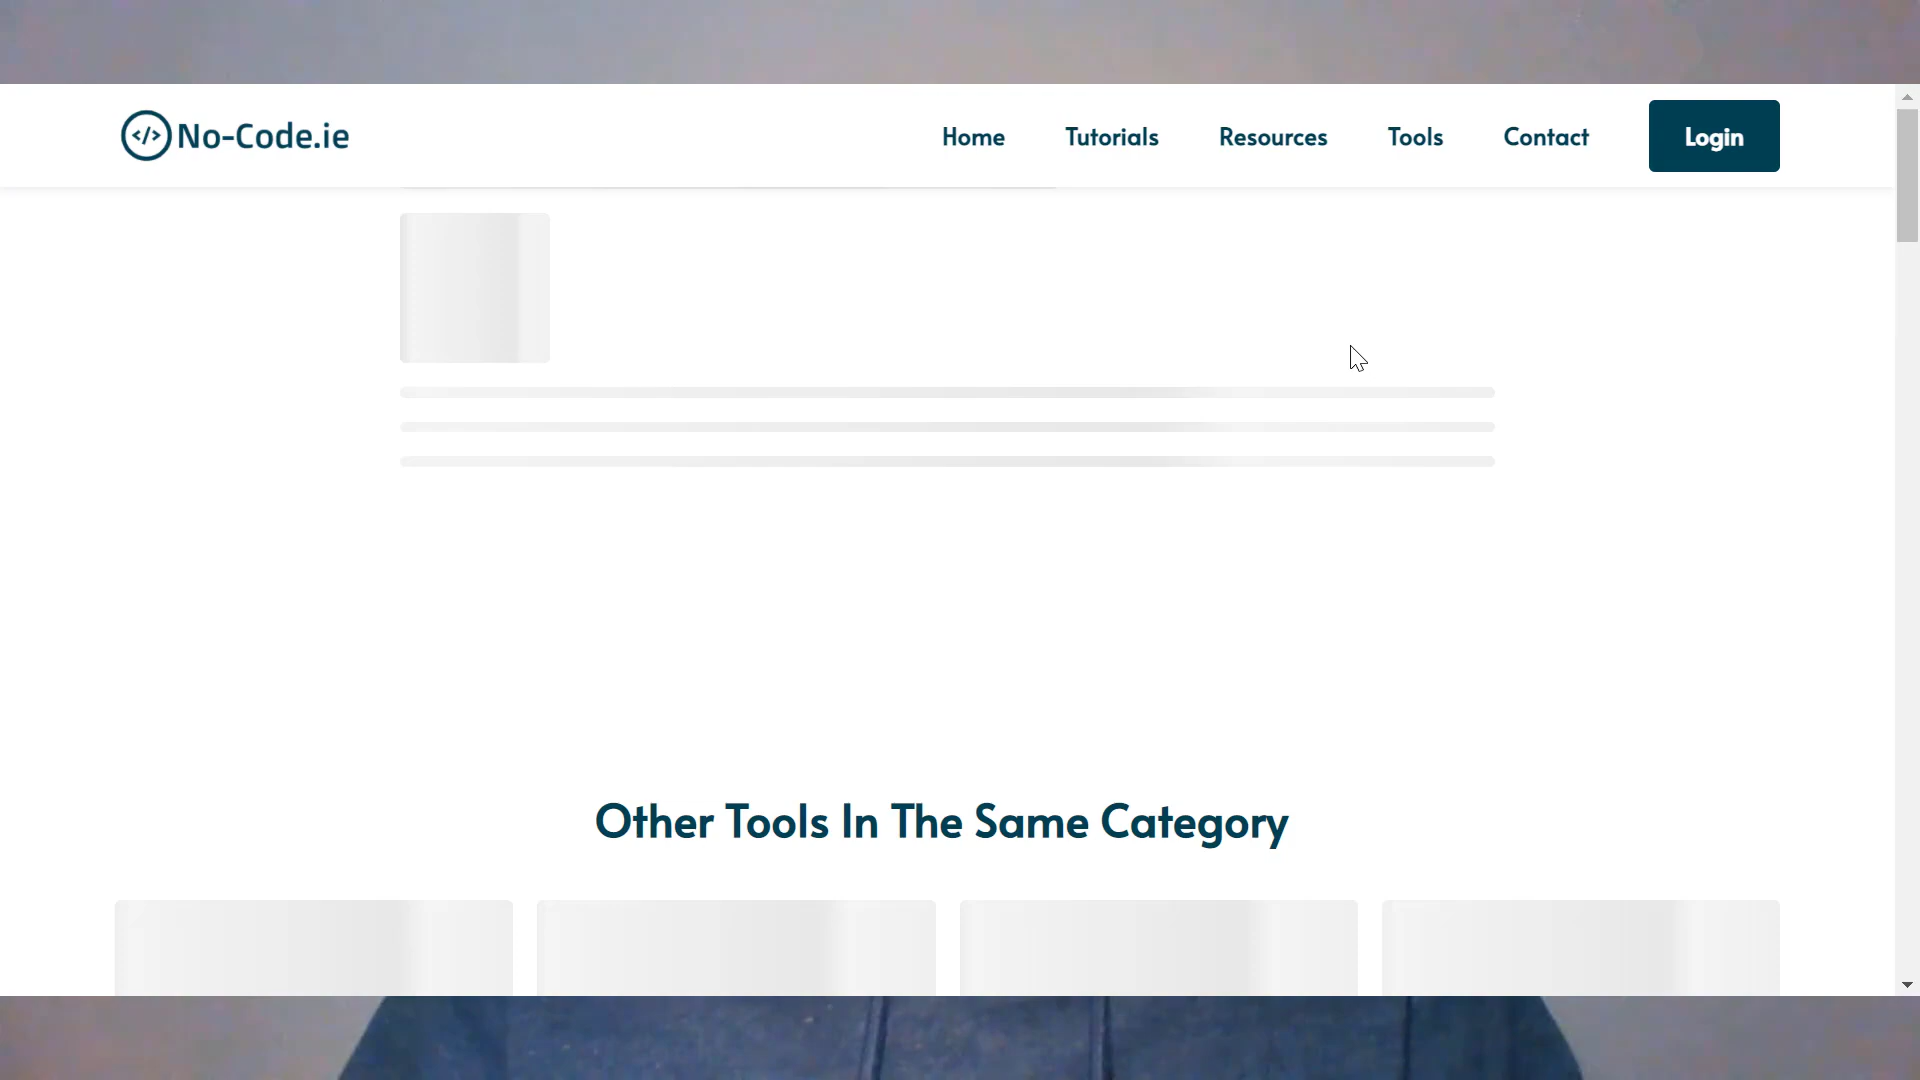 </> No-Code.ie
Home Tutorials Resources Tools Contact Login
Other Tools In The Same Category